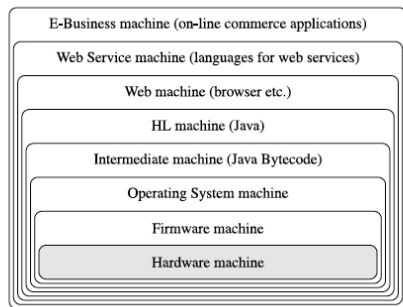 E-Business machine (on-line commerce applications)
Web Service machine (languages for web services)
Web machine (browser etc.)
HL machine (Java)
Intermediate machine (Java Bytecode)
Operating System machine
Firmware machine
Hardware machine